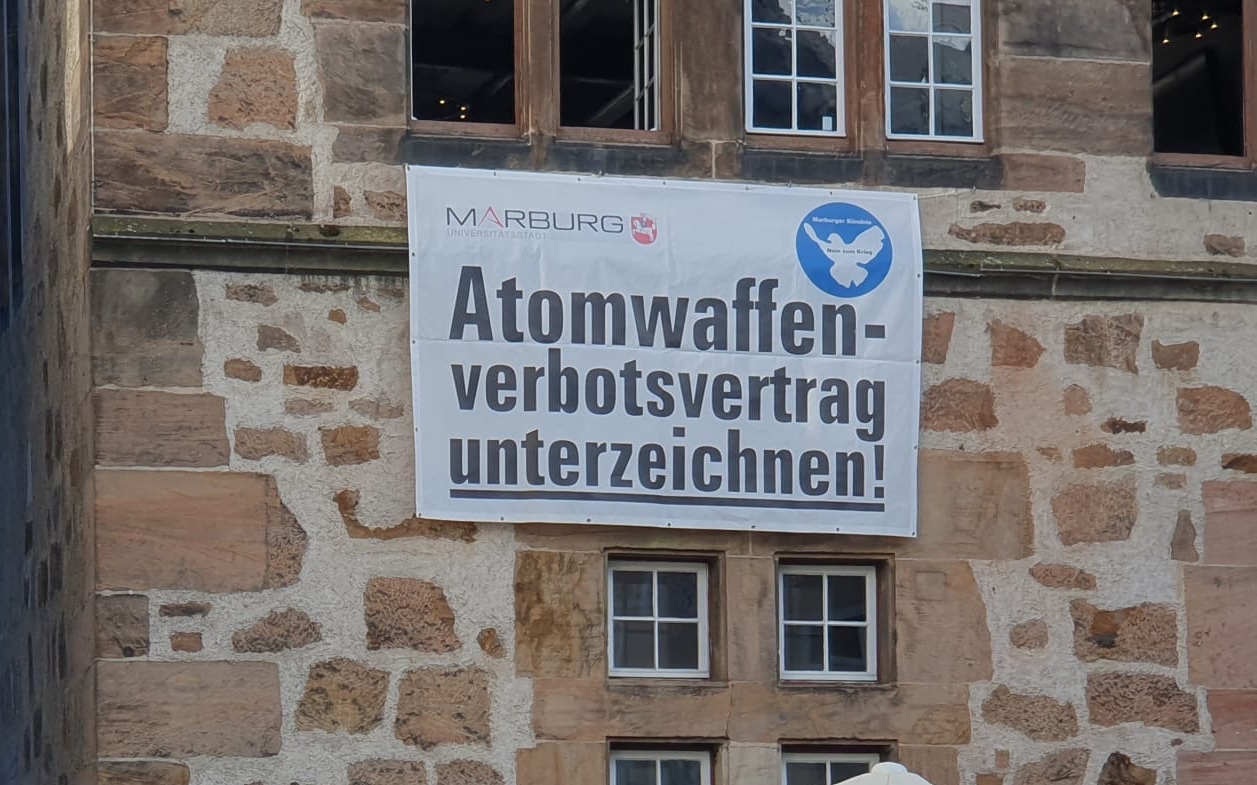 MARBURG
UNIVERSITÄTSSTADT
Marburger Bündnis
Nein zum Krieg
Atomwaffen-
verbotsvertrag
unterzeichnen!